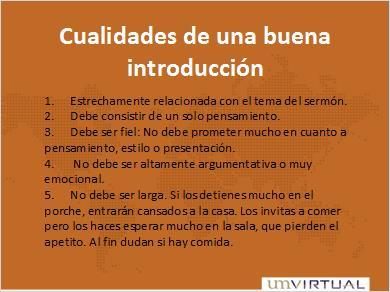 Cualidades de una buena
introducción
1. Estrechamente relacionada con el tema del sermón.
2. Debe consistir de un solo pensamiento.
3. Debe ser fiel: No debe prometer mucho en cuanto a
pensamiento, estilo o presentación.
4. No debe ser altamente argumentativa o muy
emocional.
5. No debe ser larga. Si los detienes mucho en el
porche, entrarán cansados a la casa. Los invitas a comer
pero los haces esperar mucho en la sala, que pierden el
apetito. Al fin dudan si hay comida.
UMVIRTUAL